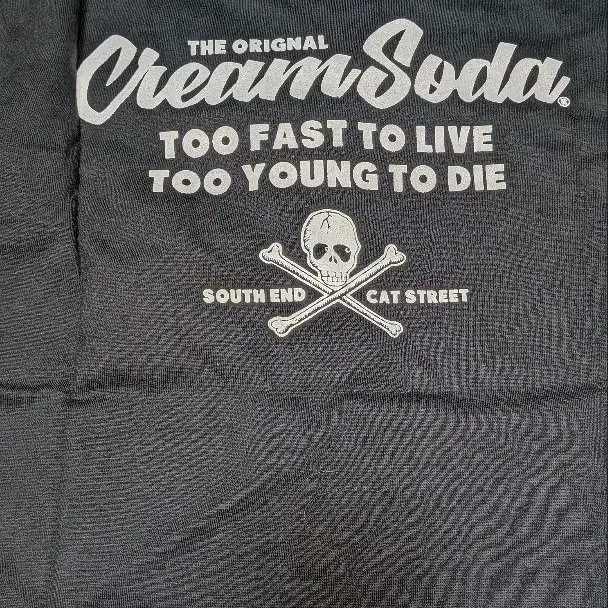 THE ORIGNAL
CreamSoda®
TOO FAST TO LIVE
TOO YOUNG TO DIE
SOUTH END CAT STREET